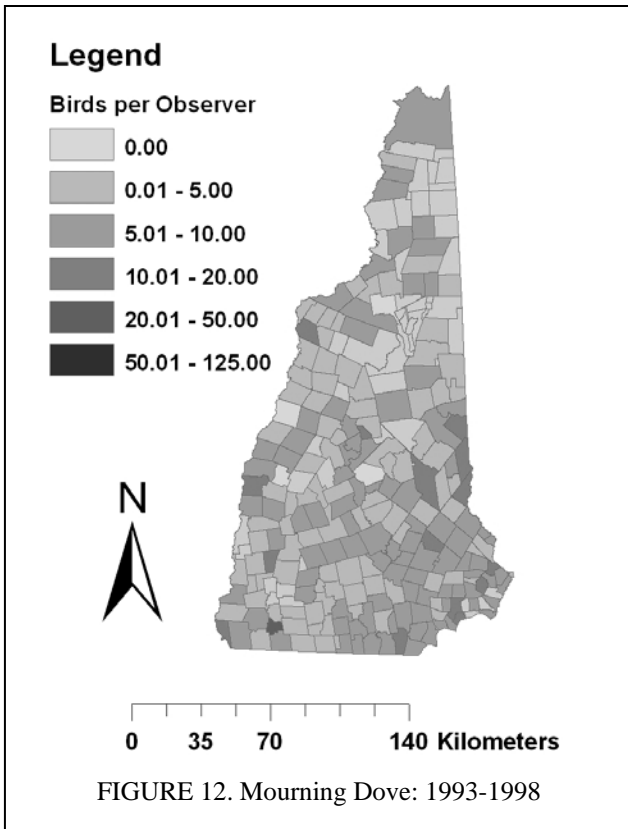 Legend
Birds per Observer
0.00
0.01 - 5.00
5.01 - 10.00
10.01 - 20.00
20.01 - 50.00
50.01 - 125.00
N
0 35 70 140 Kilometers
FIGURE 12. Mourning Dove: 1993-1998